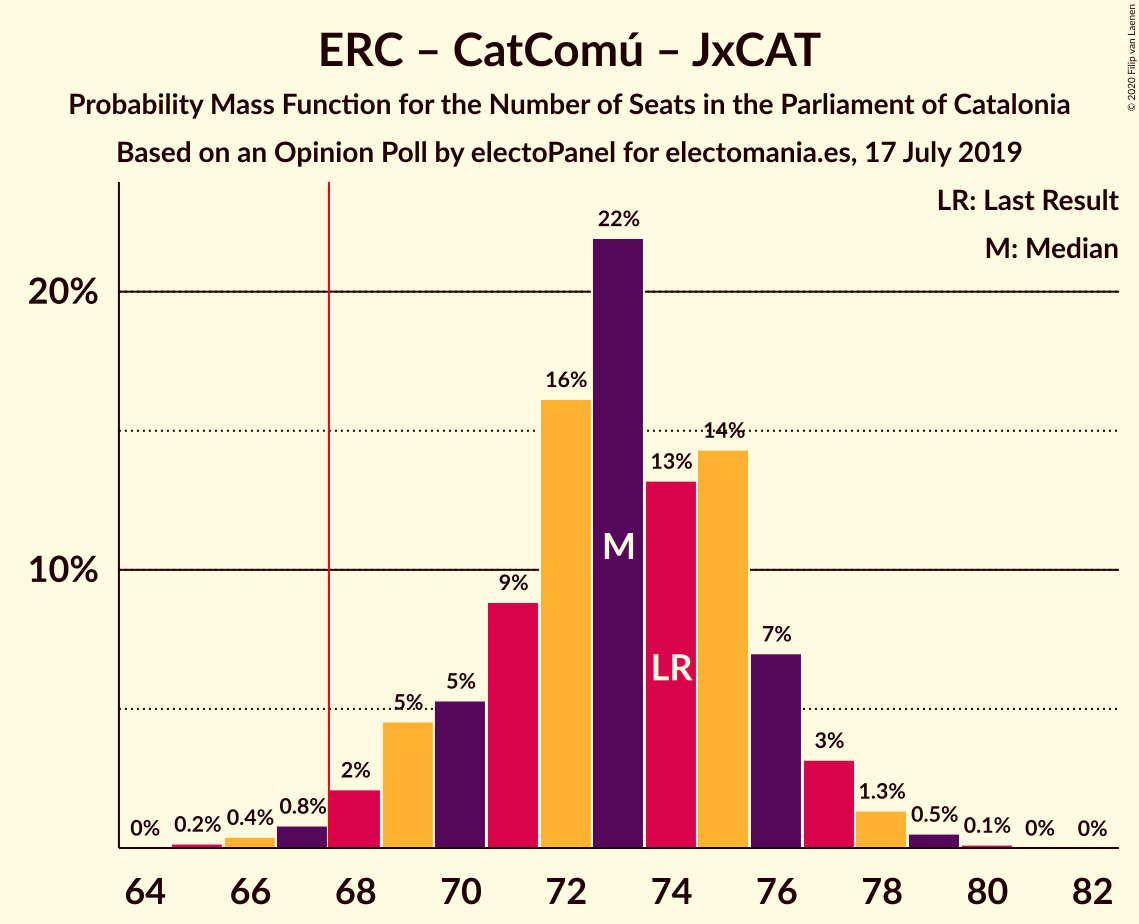 ERC – CatComú – JxCAT
Probability Mass Function for the Number of Seats in the Parliament of Catalonia
Based on an Opinion Poll by electoPanel for electomania.es, 17 July 2019
© 2020 Filip van Laenen
LR: Last Result
M: Median
20%
10%
0%
0.2%
0.4%
0.8%
2%
5%
5%
9%
16%
22%
13%
14%
7%
3%
1.3%
0.5%
0.1%
0%
0%
M
LR
64 66 68 70 72 74 76 78 80 82